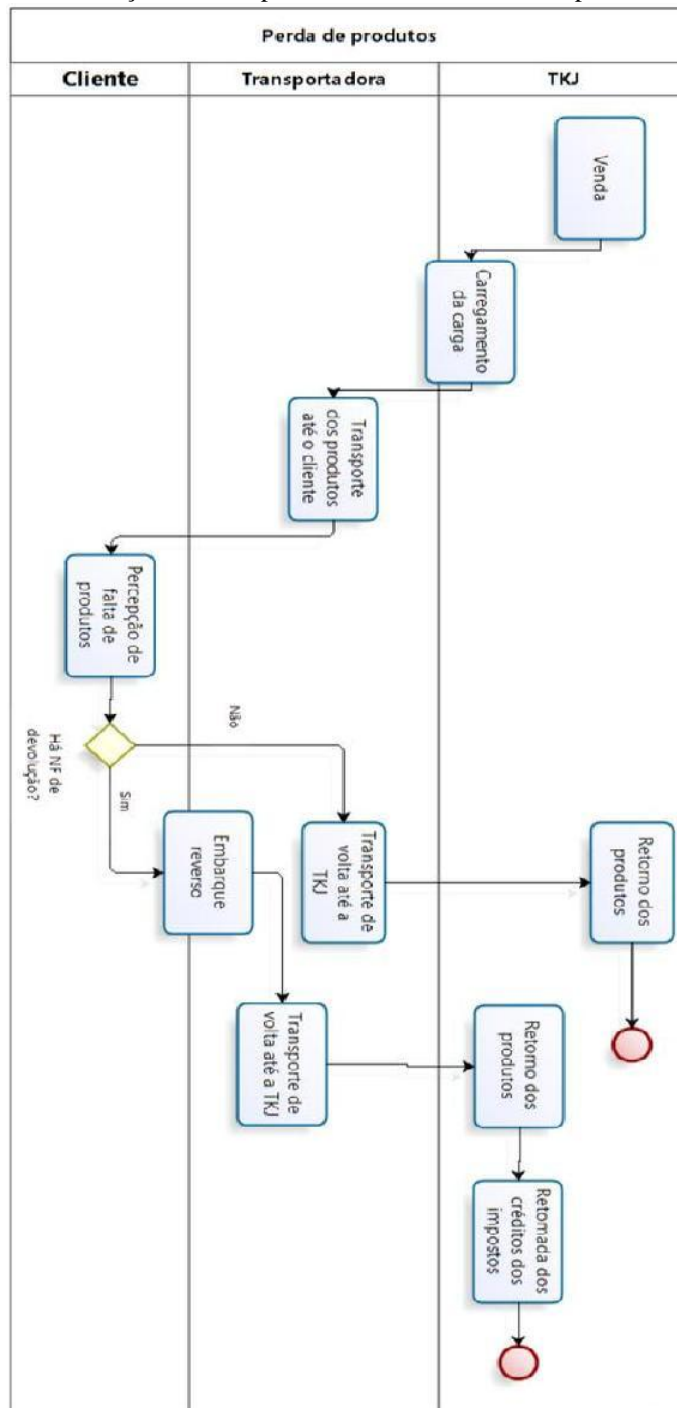 Perda de produtos
Cliente
Transportadora
TKJ
Venda
Carregamento
da carga
Transporte
dos produtos
até o cliente
Percepção de
falta de
produtos
Há NF de
devolução?
Não
Sim
Transporte de
volta até a
TKJ
Retorno dos
produtos
Embarque
reverso
Transporte de
volta até a TKJ
Retorno dos
produtos
Retomada dos
créditos dos
impostos